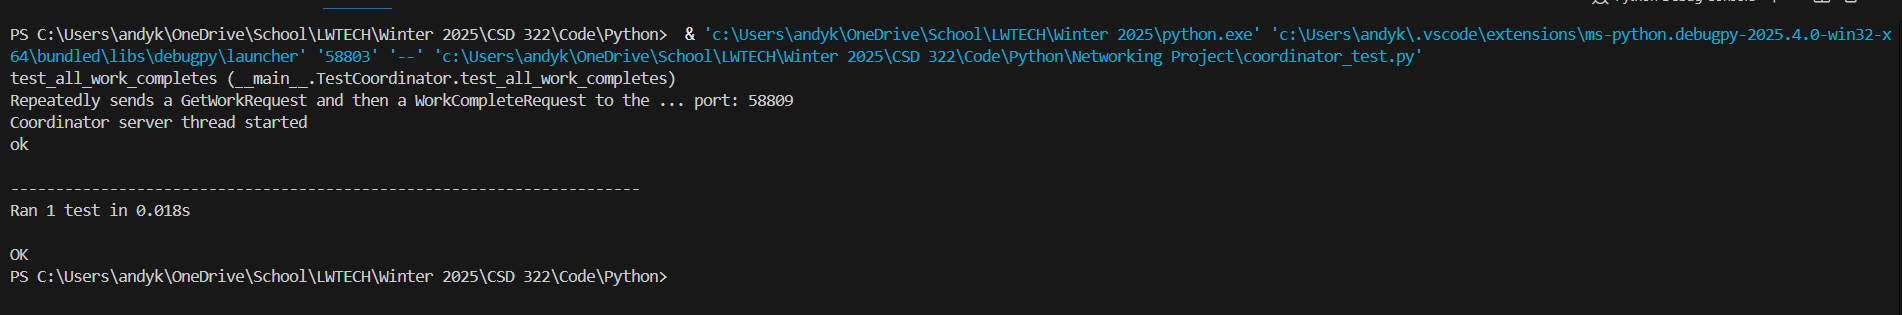 PS C:\Users\andyk\OneDrive\School\LWTECH\Winter 2025\CSD 322\Code\Python>  & 'c:\Users\andyk\OneDrive\School\LWTECH\Winter 2025\python.exe' 'c:\Users\andyk\.vscode\extensions\ms-python.debugpy-2025.4.0-win32-x
64\bundled\libs\debugpy\launcher' '58803' '--' 'c:\Users\andyk\OneDrive\School\LWTECH\Winter 2025\CSD 322\Code\Python\Networking Project\coordinator_test.py'
test_all_work_completes (__main__.TestCoordinator.test_all_work_completes)
Repeatedly sends a GetWorkRequest and then a WorkCompleteRequest to the ... port: 58809
Coordinator server thread started
ok
----------------------------------------------------------------------
Ran 1 test in 0.018s
OK
PS C:\Users\andyk\OneDrive\School\LWTECH\Winter 2025\CSD 322\Code\Python>